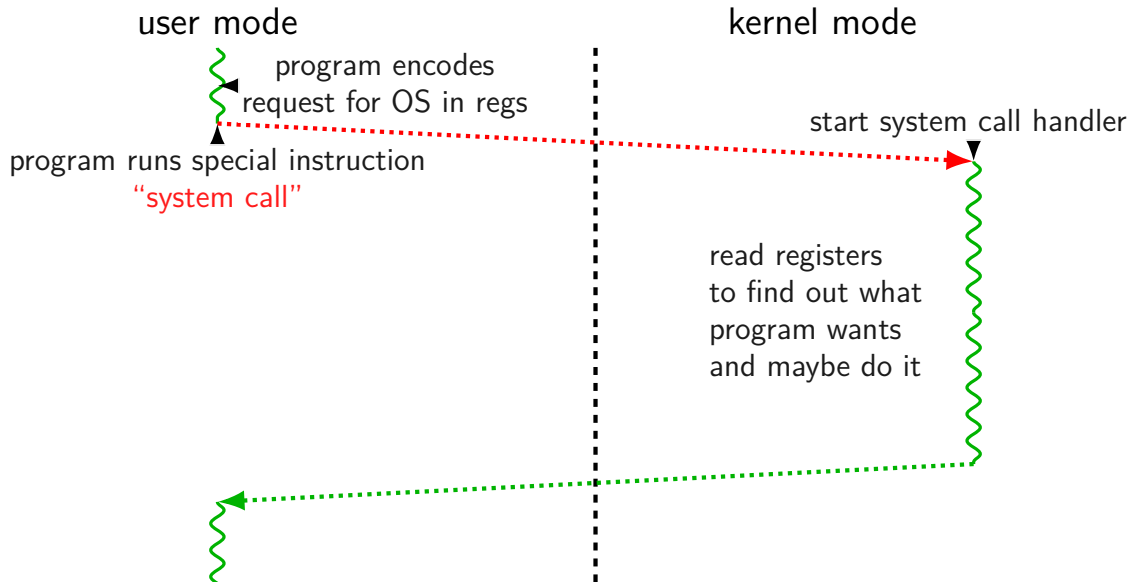 user mode
kernel mode
program encodes
request for OS in regs
start system call handler
program runs special instruction
“system call”
read registers
to find out what
program wants
and maybe do it